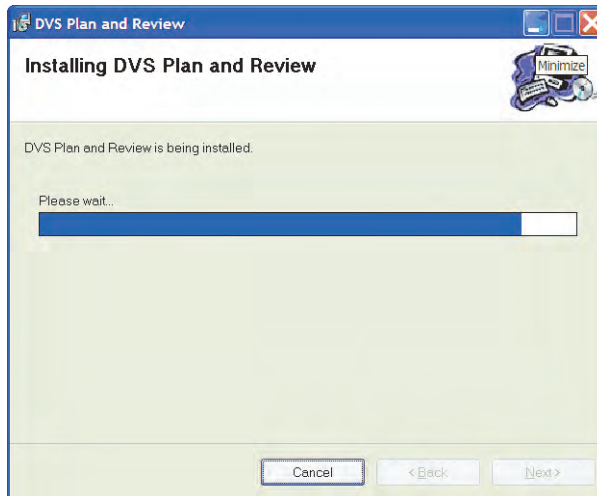 DVS Plan and Review
Installing DVS Plan and Review
Minimize
DVS Plan and Review is being installed.
Please wait...
Cancel
< Back
Next >